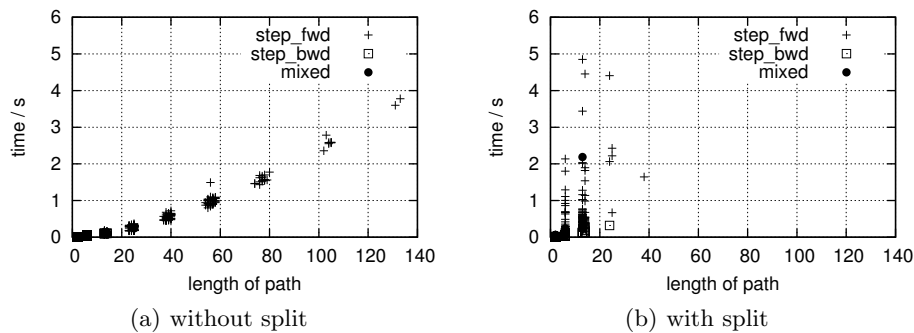 6
5
4
3
2
1
0
time / s
step_fwd
step_bwd
mixed
0 20 40 60 80 100 120 140
length of path
(a) without split
6
5
4
3
2
1
0
time / s
step_fwd
step_bwd
mixed
0 20 40 60 80 100 120 140
length of path
(b) with split